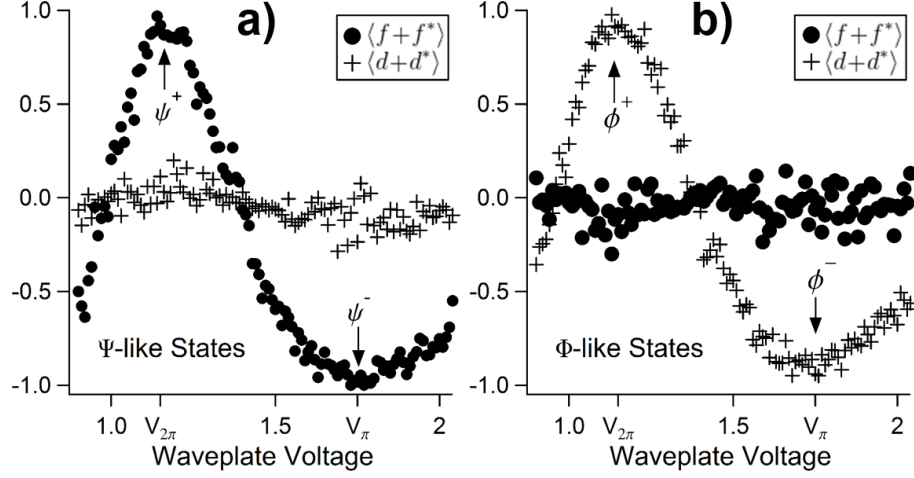 a)
● ⟨f+f*⟩
+ ⟨d+d*⟩
1.0
0.5
0.0
-0.5
-1.0
ψ⁺
ψ⁻
Ψ-like States
1.0 V₂π 1.5 Vπ 2
Waveplate Voltage
b)
● ⟨f+f*⟩
+ ⟨d+d*⟩
1.0
0.5
0.0
-0.5
-1.0
ϕ⁺
ϕ⁻
Φ-like States
1.0 V₂π 1.5 Vπ 2
Waveplate Voltage